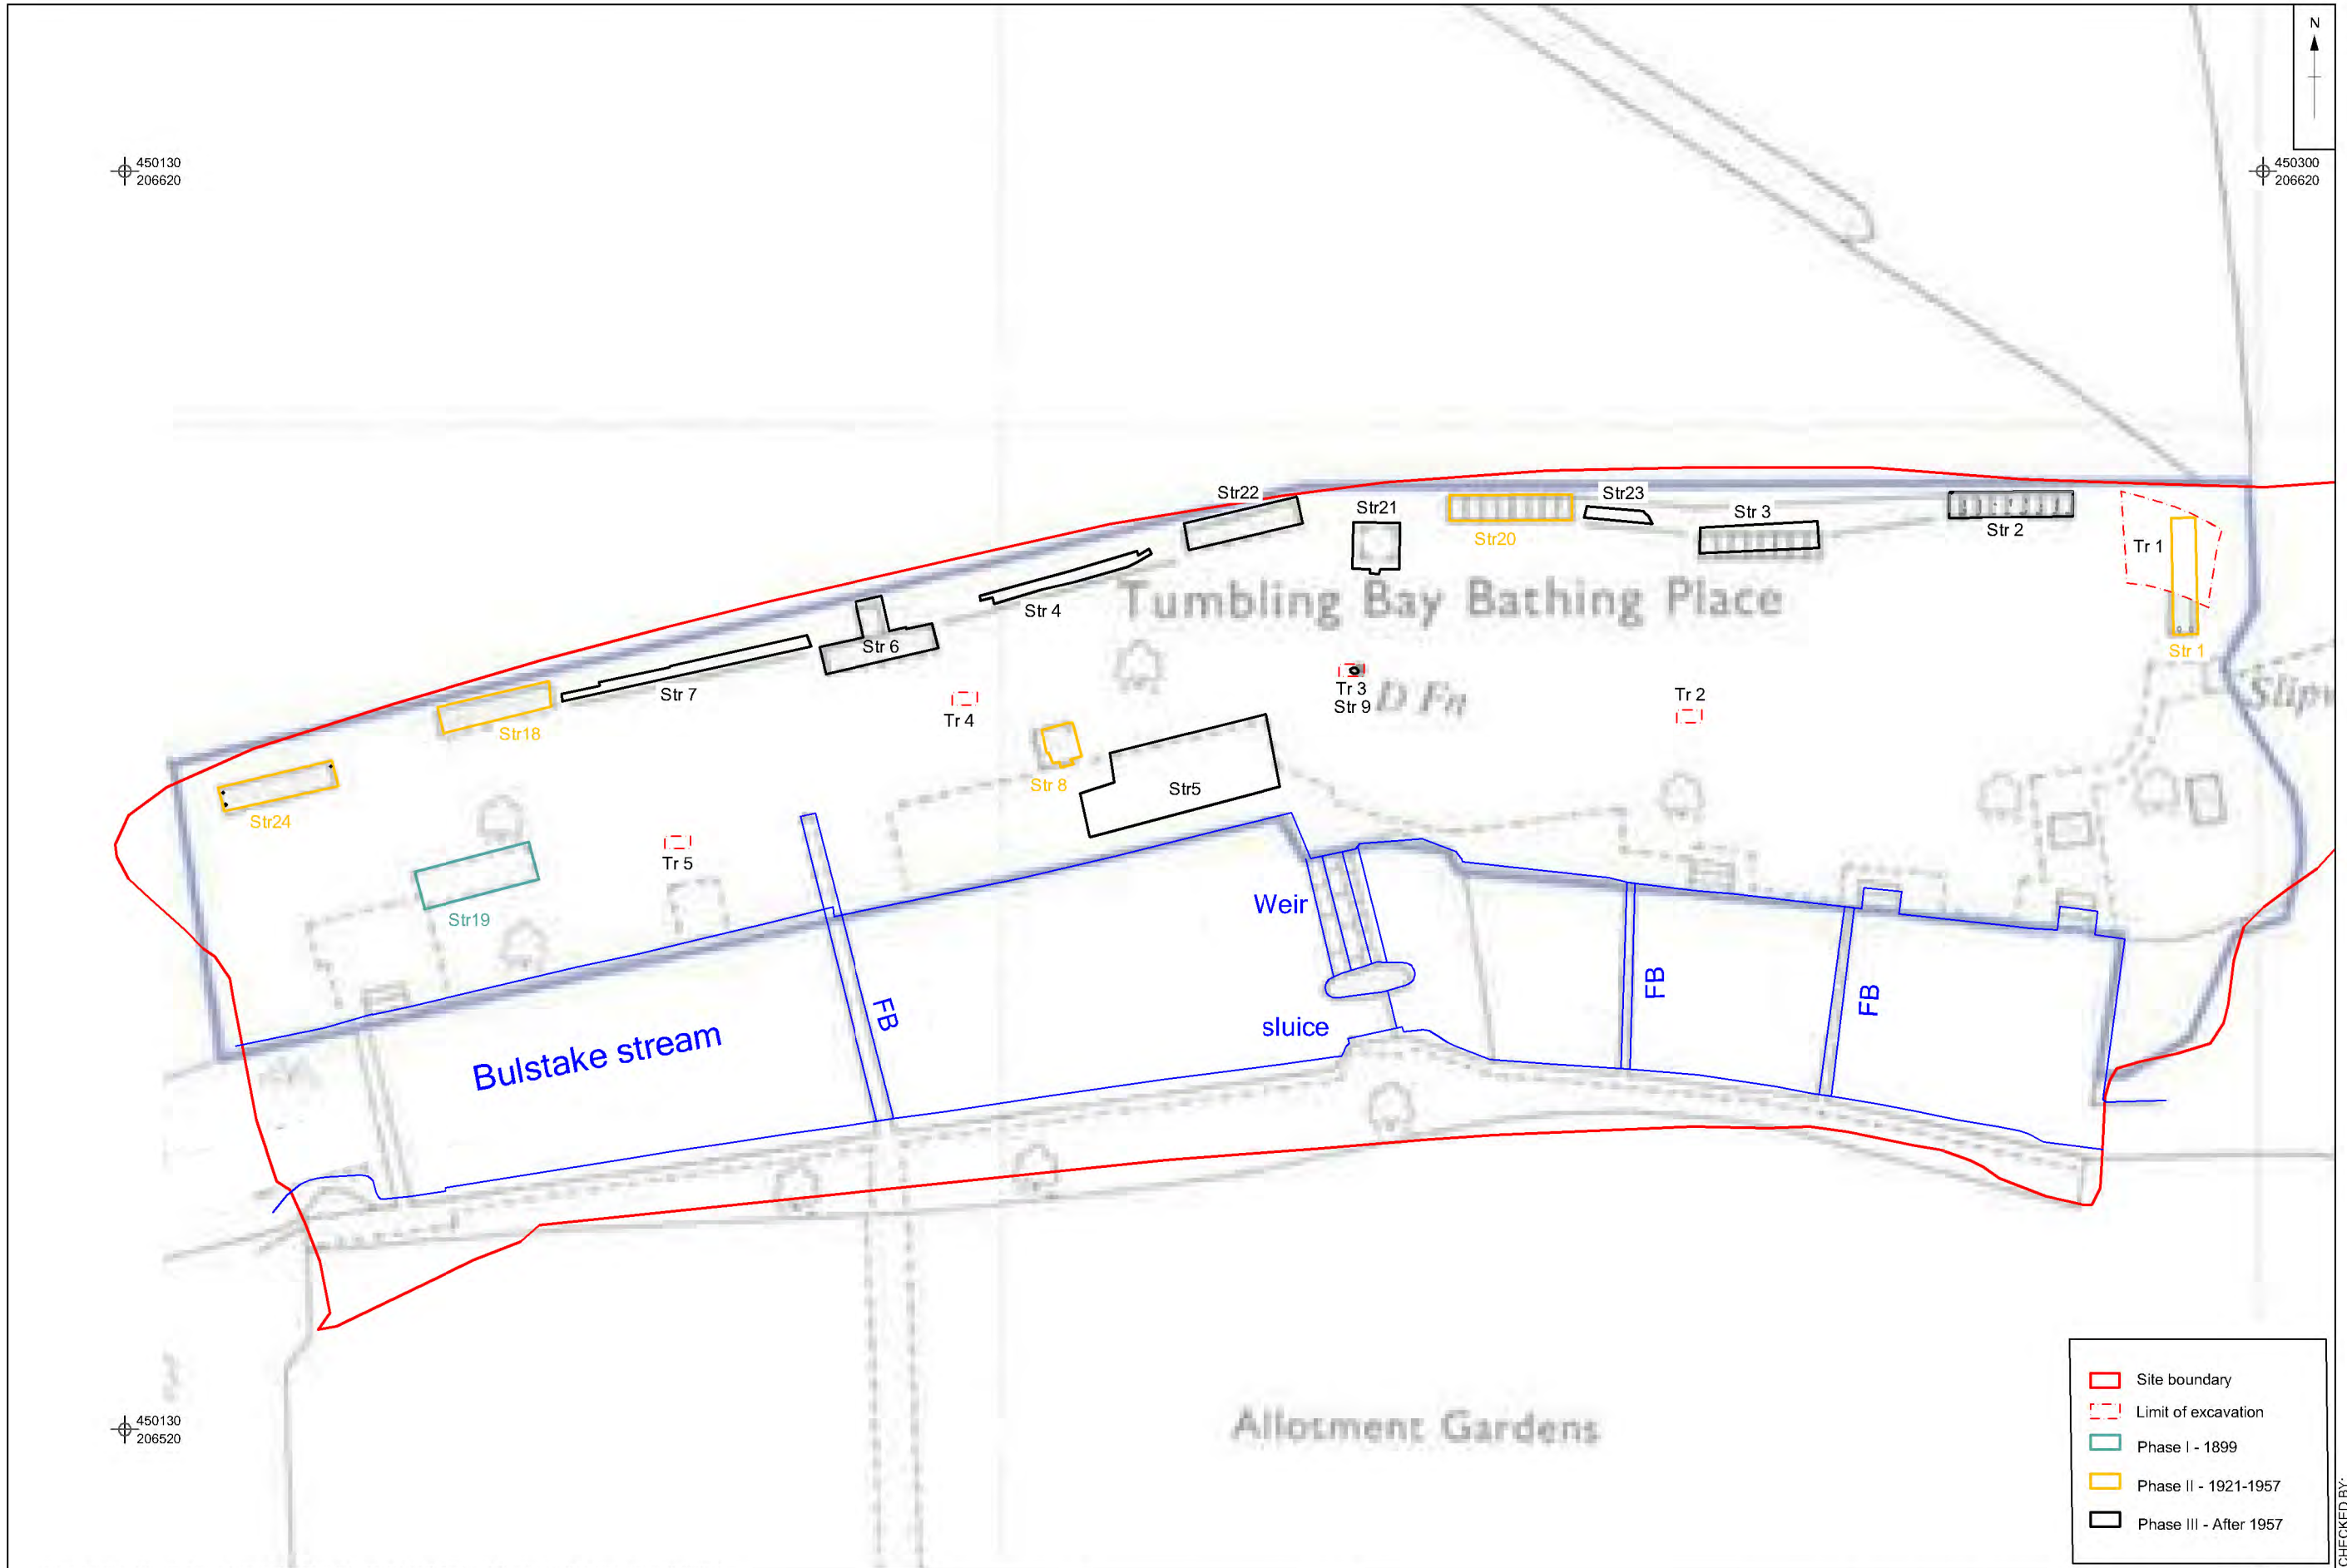 N
450130
206620
450300
206620
Str22
Str21
Str23
Str 3
Str20
Str 2
Tr 1
Tumbling Bay Bathing Place
Str 4
Str 6
Str 1
Str 7
Tr 3
Str 9
D Fn
Tr 2
Tr 4
Str18
Str 8
Str5
Str24
Tr 5
Str19
Weir
FB
FB
FB
sluice
Bulstake stream
450130
206520
Allotment Gardens
Site boundary
Limit of excavation
Phase I - 1899
Phase II - 1921-1957
Phase III - After 1957
CHECKED BY: